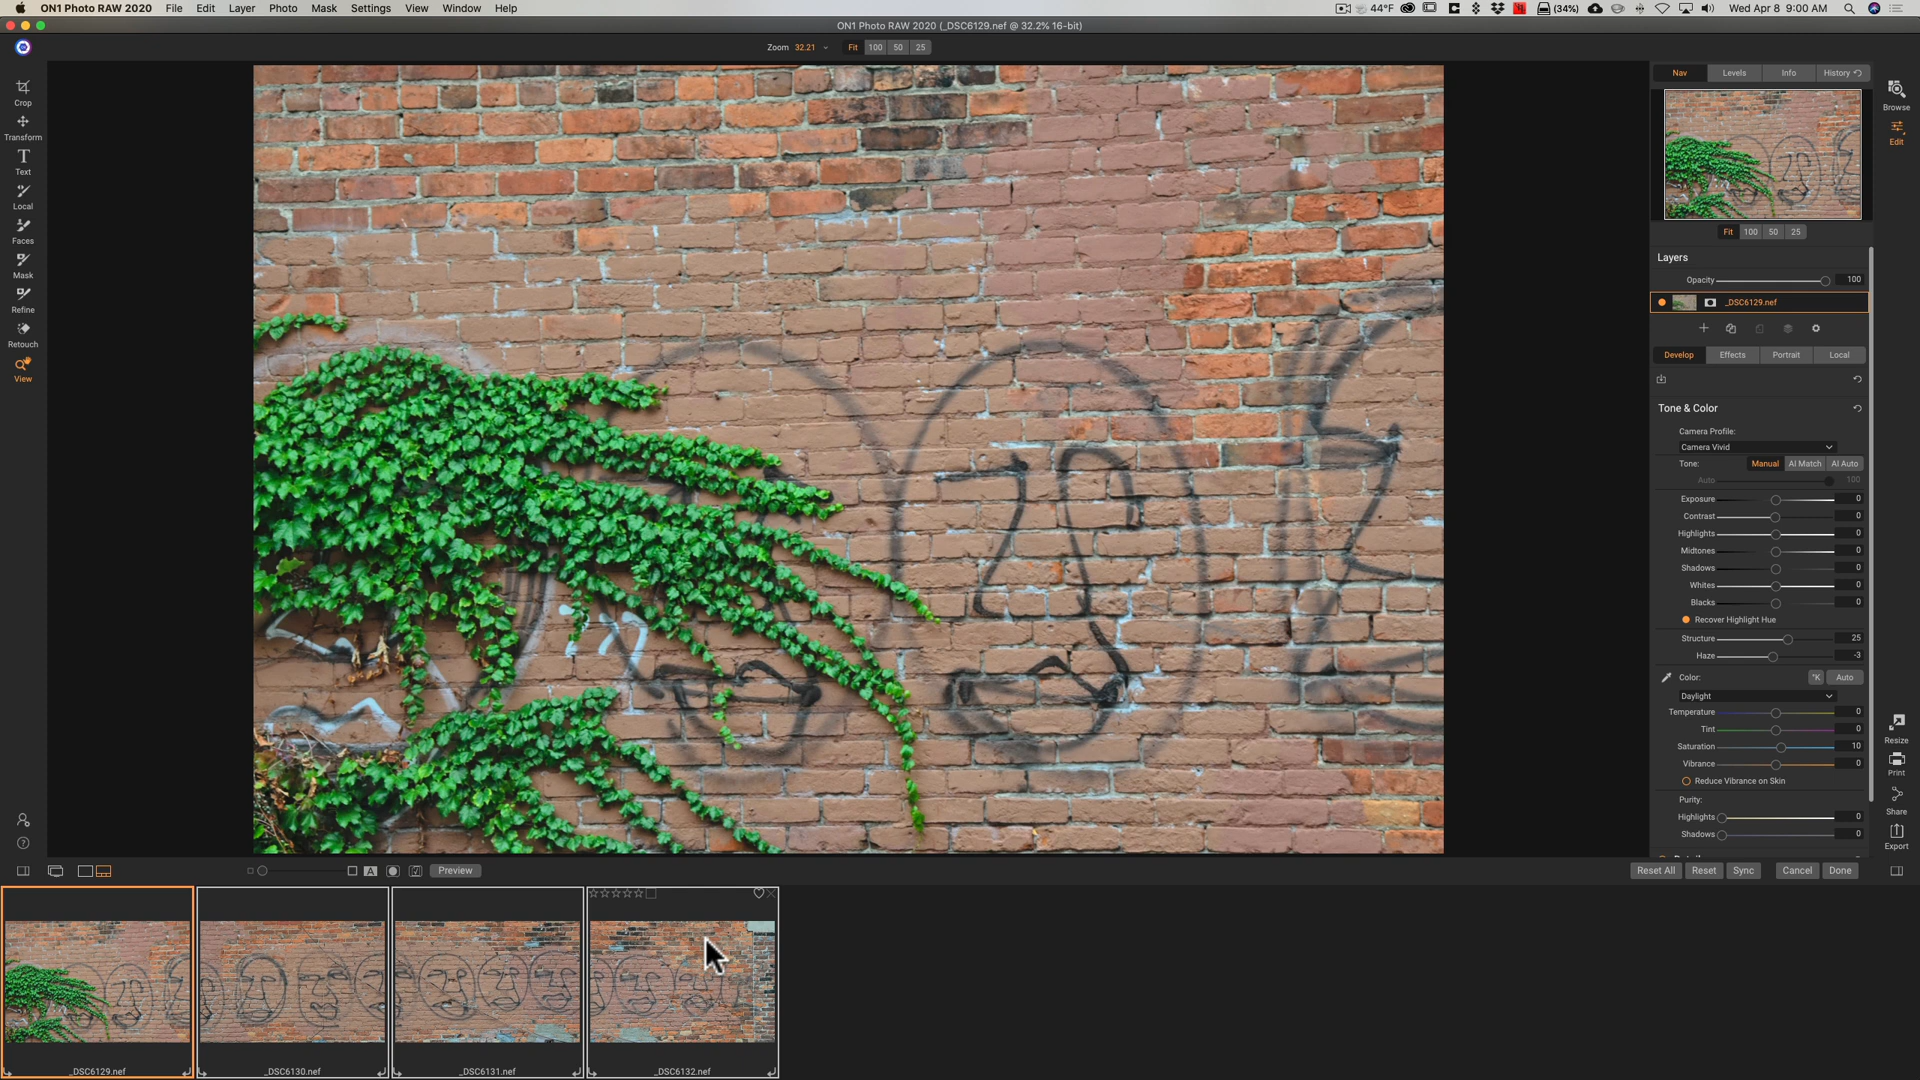 ON1 Photo RAW 2020 File Edit Layer Photo Mask Settings View Window Help 44°F (34%) Wed Apr 8 9:00 AM
ON1 Photo RAW 2020 (_DSC6129.nef @ 32.2% 16-bit)
Zoom 32.21 Fit 100 50 25
Crop
Transform
Text
Local
Faces
Mask
Refine
Retouch
View
Nav Levels Info History
Browse
Edit
Fit 100 50 25
Layers
Opacity 100
_DSC6129.nef
Develop Effects Portrait Local
Tone & Color
Camera Profile:
Camera Vivid
Tone: Manual AI Match AI Auto
Auto 100
Exposure 0
Contrast 0
Highlights 0
Midtones 0
Shadows 0
Whites 0
Blacks 0
Recover Highlight Hue
Structure 25
Haze -3
Color: °K Auto
Daylight
Temperature 0
Tint 0
Saturation 10
Vibrance 0
Reduce Vibrance on Skin
Purity:
Highlights 0
Shadows 0
Resize
Print
Share
Export
A Preview Reset All Reset Sync Cancel Done
_DSC6129.nef _DSC6130.nef _DSC6131.nef _DSC6132.nef